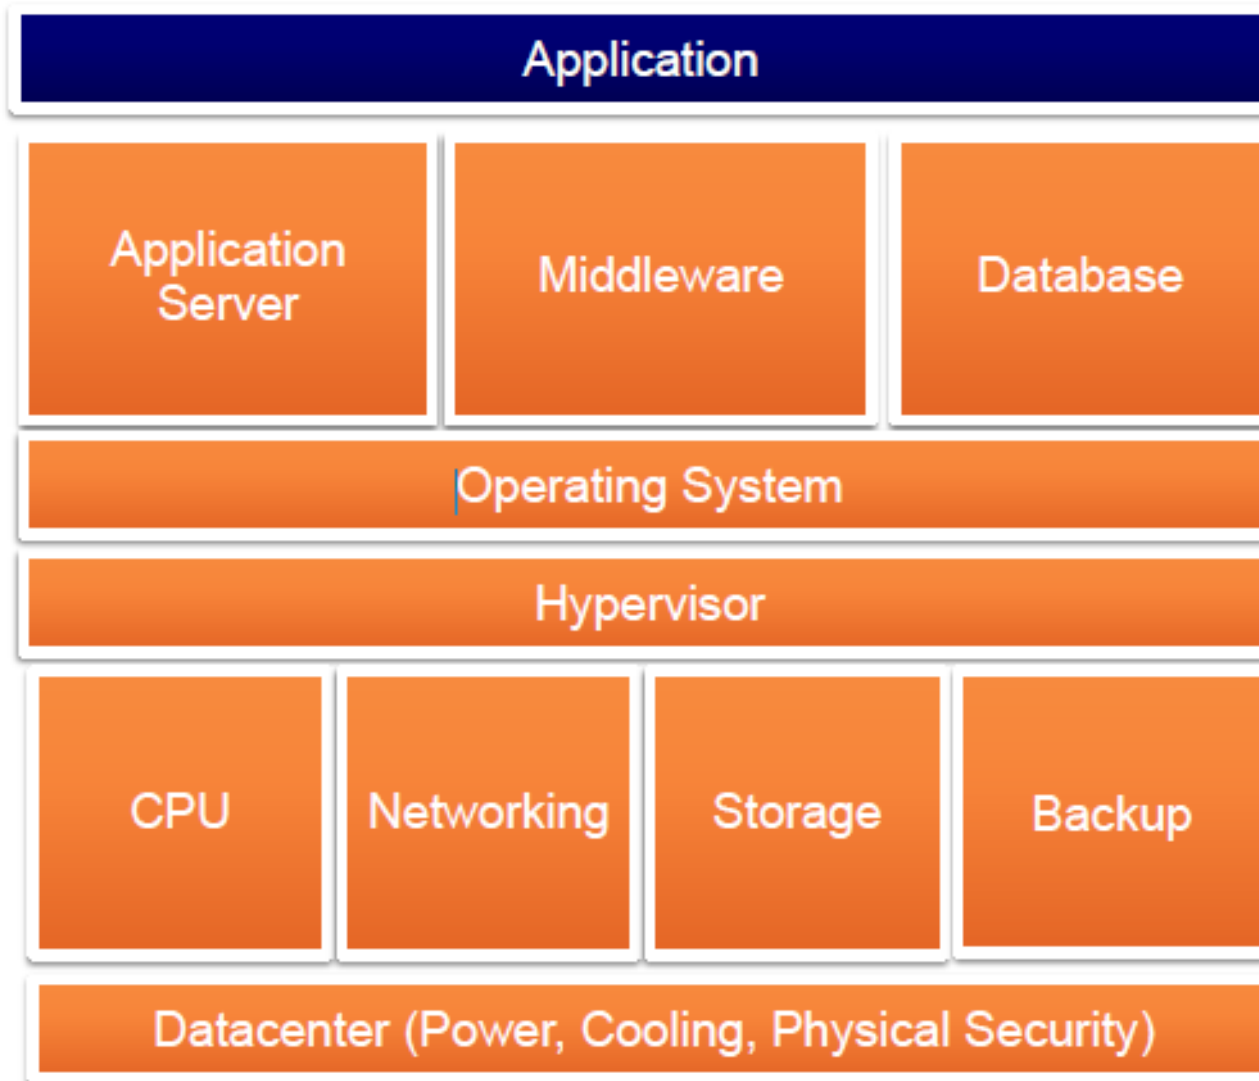 Application
Application
Server
Middleware
Database
Operating System
Hypervisor
CPU
Networking
Storage
Backup
Datacenter (Power, Cooling, Physical Security)